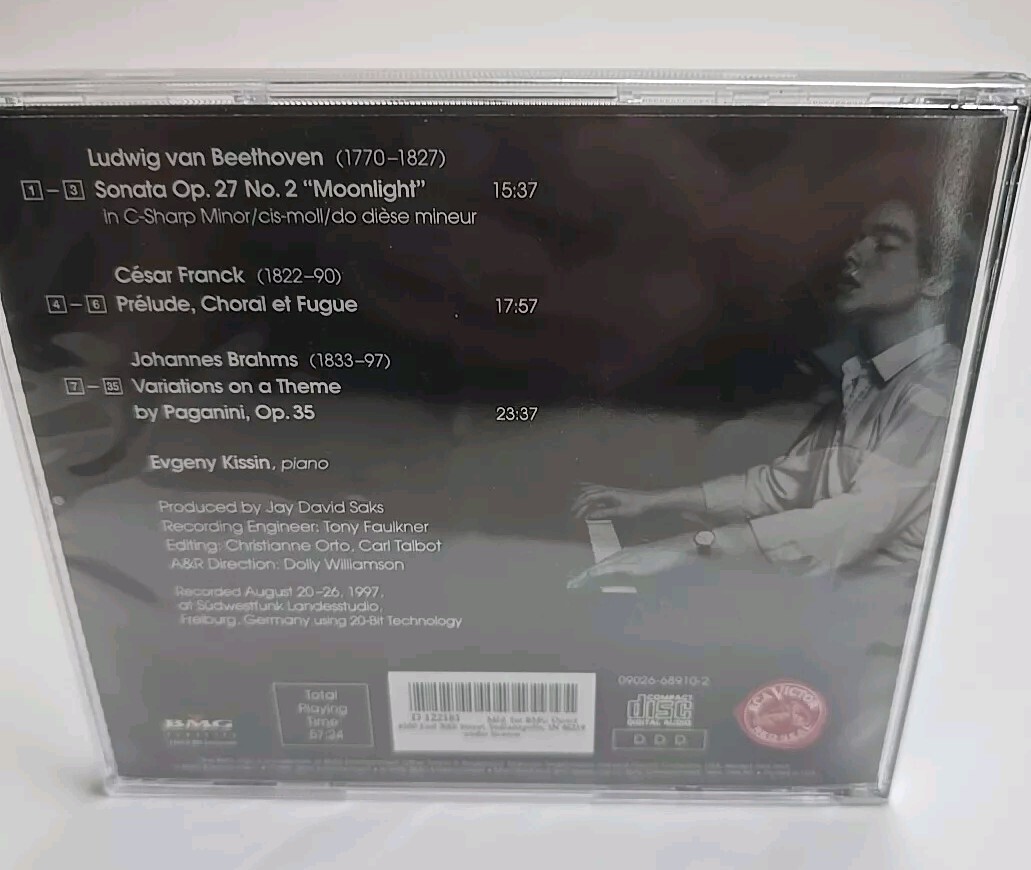 Ludwig van Beethoven (1770–1827)
1 – 3 Sonata Op. 27 No. 2 “Moonlight” 15:37
in C-Sharp Minor/cis-moll/do dièse mineur
César Franck (1822–90)
4 – 6 Prélude, Choral et Fugue 17:57
Johannes Brahms (1833–97)
7 – 35 Variations on a Theme
by Paganini, Op. 35 23:37
Evgeny Kissin, piano
Produced by Jay David Saks
Recording Engineer: Tony Faulkner
Editing: Christianne Orto, Carl Talbot
A&R Direction: Dolly Williamson
Recorded August 20–26, 1997,
at Südwestfunk Landesstudio,
Freiburg, Germany using 20-Bit Technology
Total
Playing
Time
57:24
BMG
CLASSICS
D 122181
09026-68910-2
COMPACT
disc
DIGITAL AUDIO
D D D
RCA VICTOR
RED SEAL